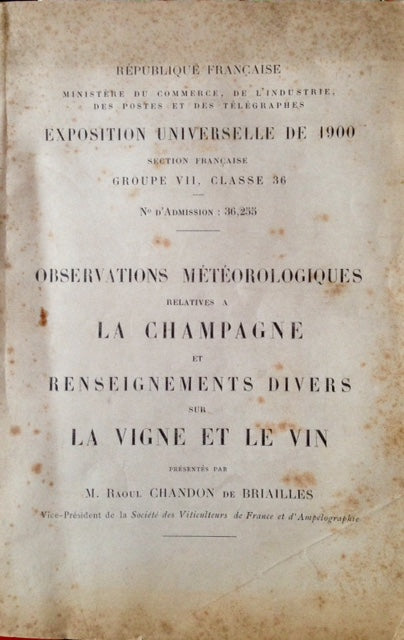 RÉPUBLIQUE FRANÇAISE
MINISTÈRE DU COMMERCE, DE L'INDUSTRIE,
DES POSTES ET DES TÉLÉGRAPHES
EXPOSITION UNIVERSELLE DE 1900
SECTION FRANÇAISE
GROUPE VII, CLASSE 36
No D'ADMISSION : 36,255
OBSERVATIONS MÉTÉOROLOGIQUES
RELATIVES A
LA CHAMPAGNE
ET
RENSEIGNEMENTS DIVERS
SUR
LA VIGNE ET LE VIN
PRÉSENTÉS PAR
M. RAOUL CHANDON DE BRIAILLES
Vice-Président de la Société des Viticulteurs de France et d'Ampélographie